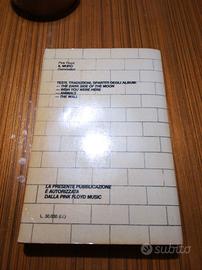 Pink Floyd
IL MURO
TESTI, TRADUZIONI, SPARTITI DEGLI ALBUM:
— THE DARK SIDE OF THE MOON
— WISH YOU WERE HERE
— ANIMALS
— THE WALL
LA PRESENTE PUBBLICAZIONE
È AUTORIZZATA
DALLA PINK FLOYD MUSIC
subito